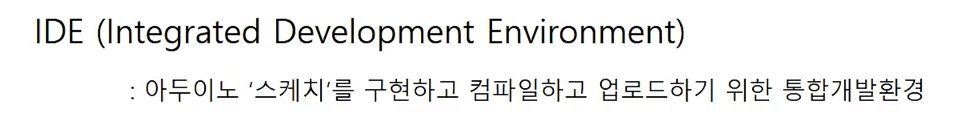 IDE (Integrated Development Environment)
: 아두이노 ‘스케치’를 구현하고 컴파일하고 업로드하기 위한 통합개발환경